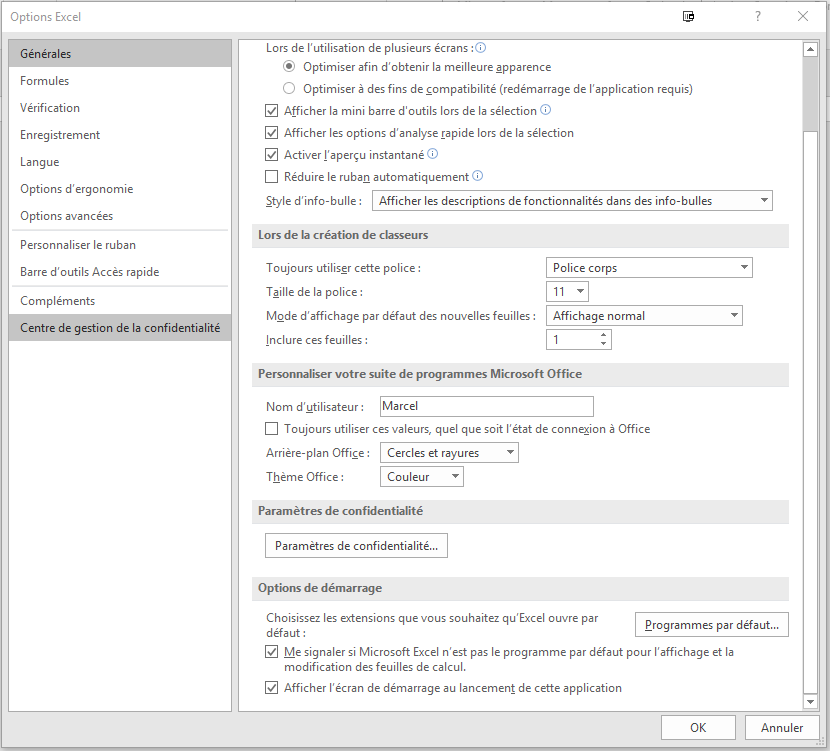 Options Excel
?
Générales
Formules
Vérification
Enregistrement
Langue
Options d'ergonomie
Options avancées
Personnaliser le ruban
Barre d'outils Accès rapide
Compléments
Centre de gestion de la confidentialité
Lors de l'utilisation de plusieurs écrans :
Optimiser afin d'obtenir la meilleure apparence
Optimiser à des fins de compatibilité (redémarrage de l'application requis)
Afficher la mini barre d'outils lors de la sélection
Afficher les options d'analyse rapide lors de la sélection
Activer l'aperçu instantané
Réduire le ruban automatiquement
Style d'info-bulle : Afficher les descriptions de fonctionnalités dans des info-bulles
Lors de la création de classeurs
Toujours utiliser cette police : Police corps
Taille de la police : 11
Mode d'affichage par défaut des nouvelles feuilles : Affichage normal
Inclure ces feuilles : 1
Personnaliser votre suite de programmes Microsoft Office
Nom d'utilisateur : Marcel
Toujours utiliser ces valeurs, quel que soit l'état de connexion à Office
Arrière-plan Office : Cercles et rayures
Thème Office : Couleur
Paramètres de confidentialité
Paramètres de confidentialité...
Options de démarrage
Choisissez les extensions que vous souhaitez qu'Excel ouvre par
défaut :
Programmes par défaut...
Me signaler si Microsoft Excel n'est pas le programme par défaut pour l'affichage et la
modification des feuilles de calcul.
Afficher l'écran de démarrage au lancement de cette application
OK
Annuler